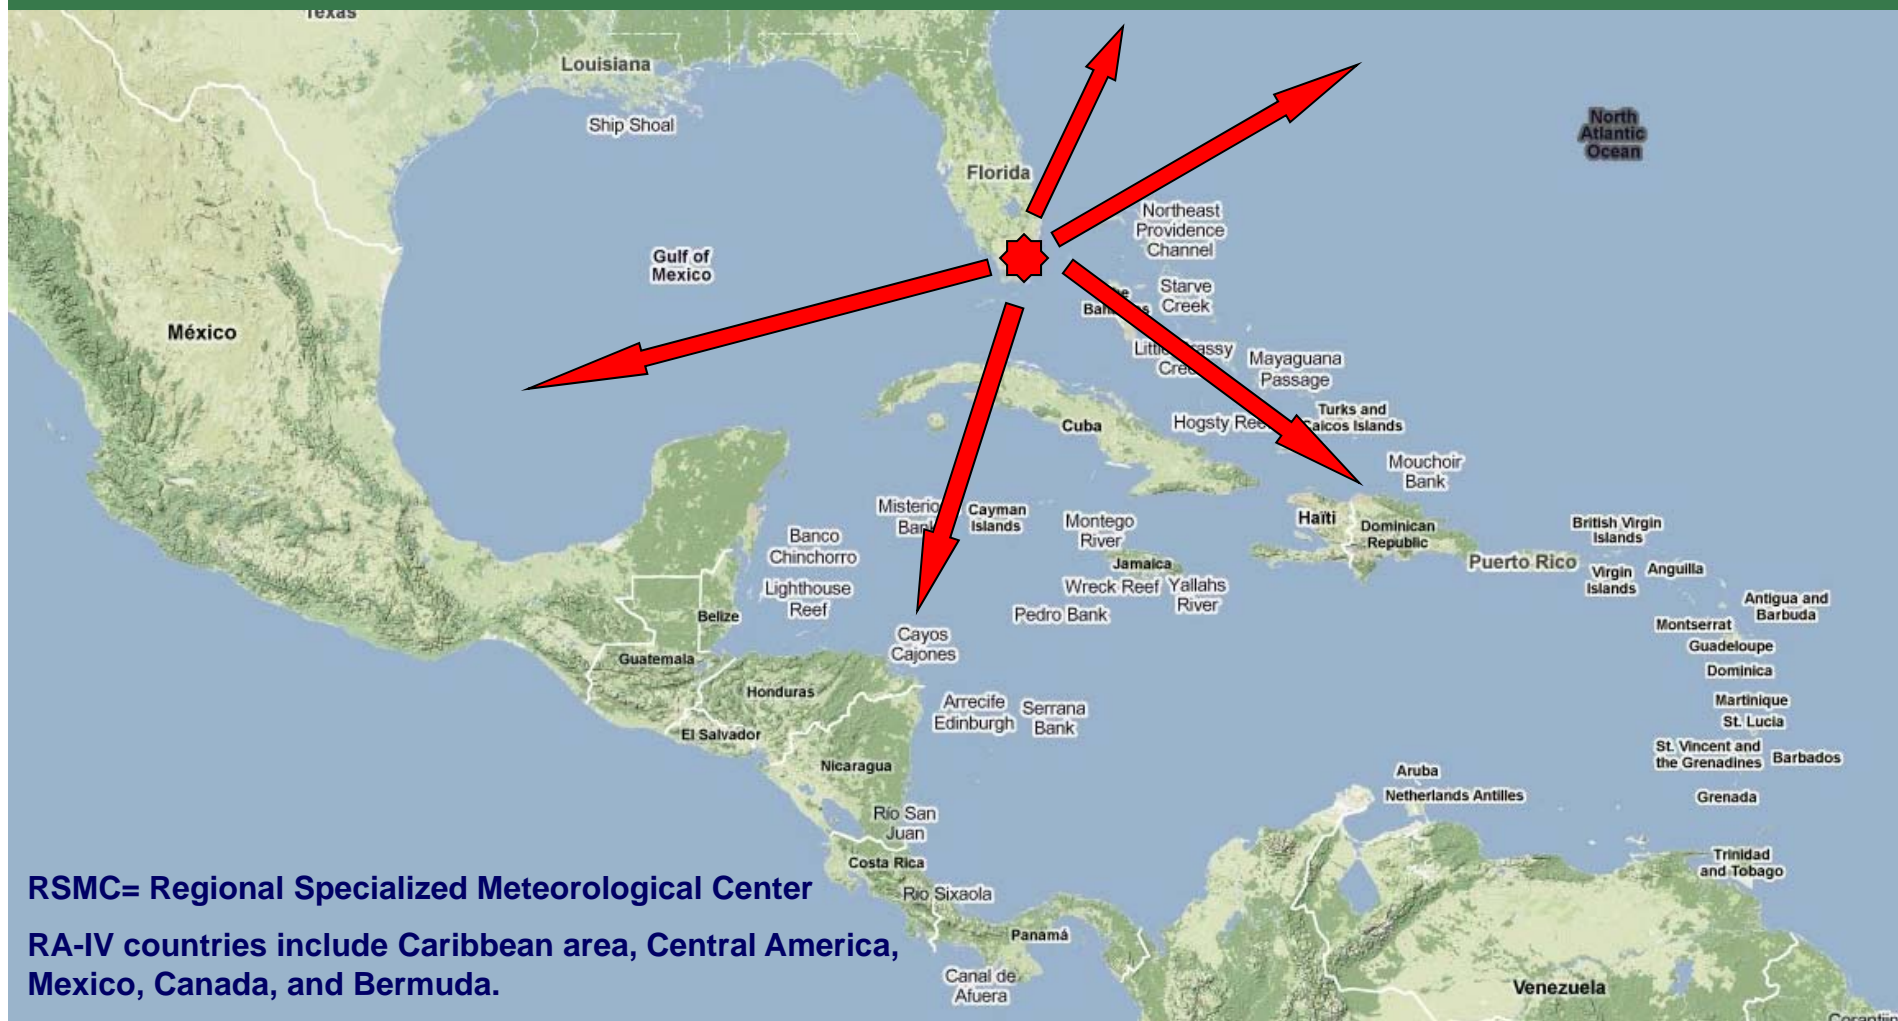 Texas
Louisiana
Ship Shoal
North
Atlantic
Ocean
Florida
Northeast
Providence
Channel
Gulf of
Mexico
Starve
Creek
México
Mayaguana
Passage
Turks and
Caicos Islands
Cuba
Hogsty
Mouchoir
Bank
Misterio
Bank
Cayman
Islands
Montego
River
Haïti
Dominican
Republic
British Virgin
Islands
Banco
Chinchorro
Jamaica
Puerto Rico
Virgin
Islands
Anguilla
Lighthouse
Reef
Wreck Reef
Yallahs
River
Antigua and
Barbuda
Belize
Pedro Bank
Montserrat
Cayos
Cajones
Guadeloupe
Guatemala
Dominica
Honduras
Arrecife
Edinburgh
Serrana
Bank
Martinique
St. Lucia
El Salvador
St. Vincent and
the Grenadines
Barbados
Nicaragua
Aruba
Netherlands Antilles
Grenada
Río San
Juan
Costa Rica
Trinidad
and Tobago
Rio Sixaola
RSMC= Regional Specialized Meteorological Center
Panamá
RA-IV countries include Caribbean area, Central America,
Mexico, Canada, and Bermuda.
Canal de
Afuera
Venezuela